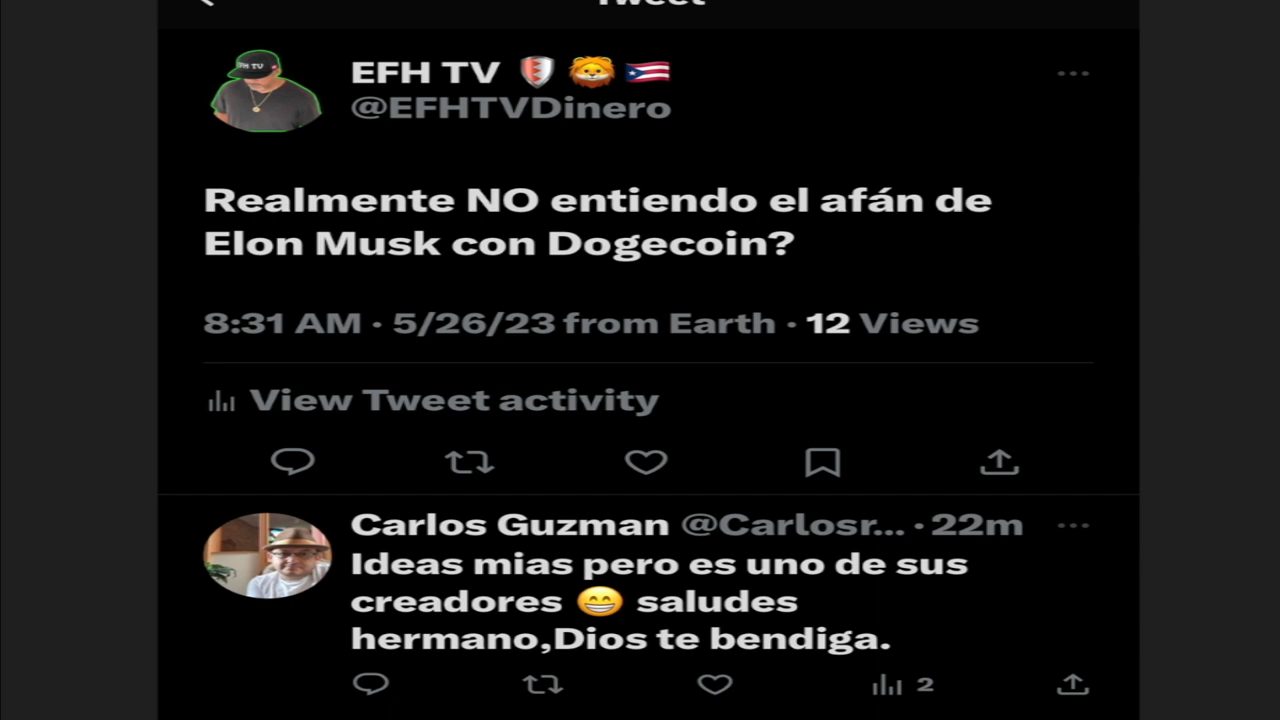 Tweet
EFH TV
@EFHTVDinero
Realmente NO entiendo el afán de
Elon Musk con Dogecoin?
8:31 AM · 5/26/23 from Earth · 12 Views
View Tweet activity
Carlos Guzman @Carlosr... · 22m
Ideas mias pero es uno de sus
creadores 😁 saludes
hermano,Dios te bendiga.
2